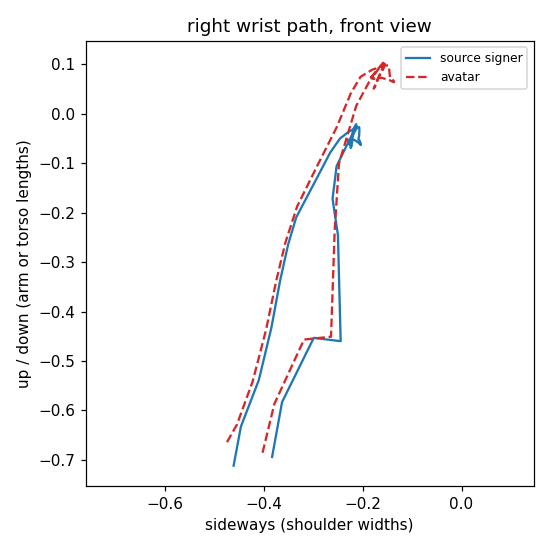 right wrist path, front view
source signer
avatar
up / down (arm or torso lengths)
0.1
0.0
−0.1
−0.2
−0.3
−0.4
−0.5
−0.6
−0.7
−0.6
−0.4
−0.2
0.0
sideways (shoulder widths)